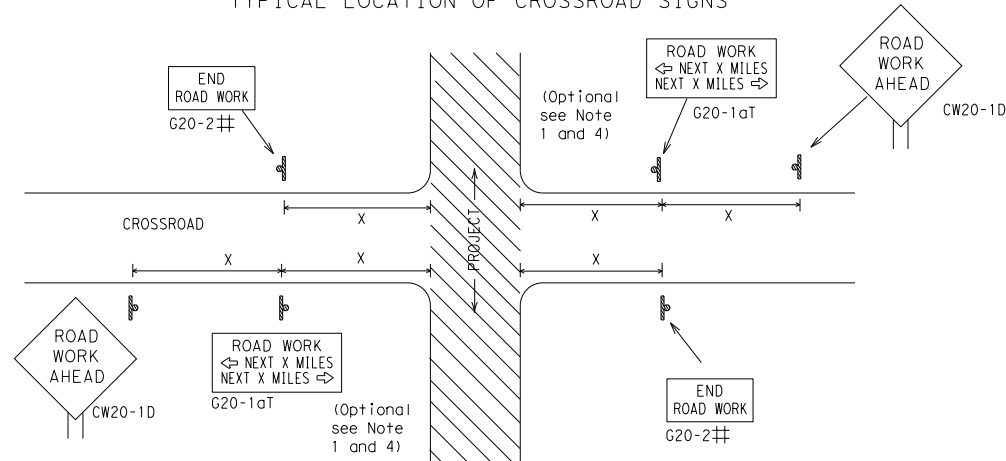 TYPICAL LOCATION OF CROSSROAD SIGNS
END
ROAD WORK
G20-2#
(Optional
see Note
1 and 4)
ROAD WORK
⇦ NEXT X MILES
NEXT X MILES ⇨
G20-1aT
ROAD
WORK
AHEAD
CW20-1D
X
X
X
CROSSROAD
PROJECT
X
X
X
ROAD
WORK
AHEAD
CW20-1D
ROAD WORK
⇦ NEXT X MILES
NEXT X MILES ⇨
G20-1aT
(Optional
see Note
1 and 4)
END
ROAD WORK
G20-2#